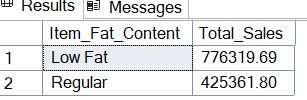 Results Messages
Item_Fat_Content Total_Sales
1 Low Fat 776319.69
2 Regular 425361.80